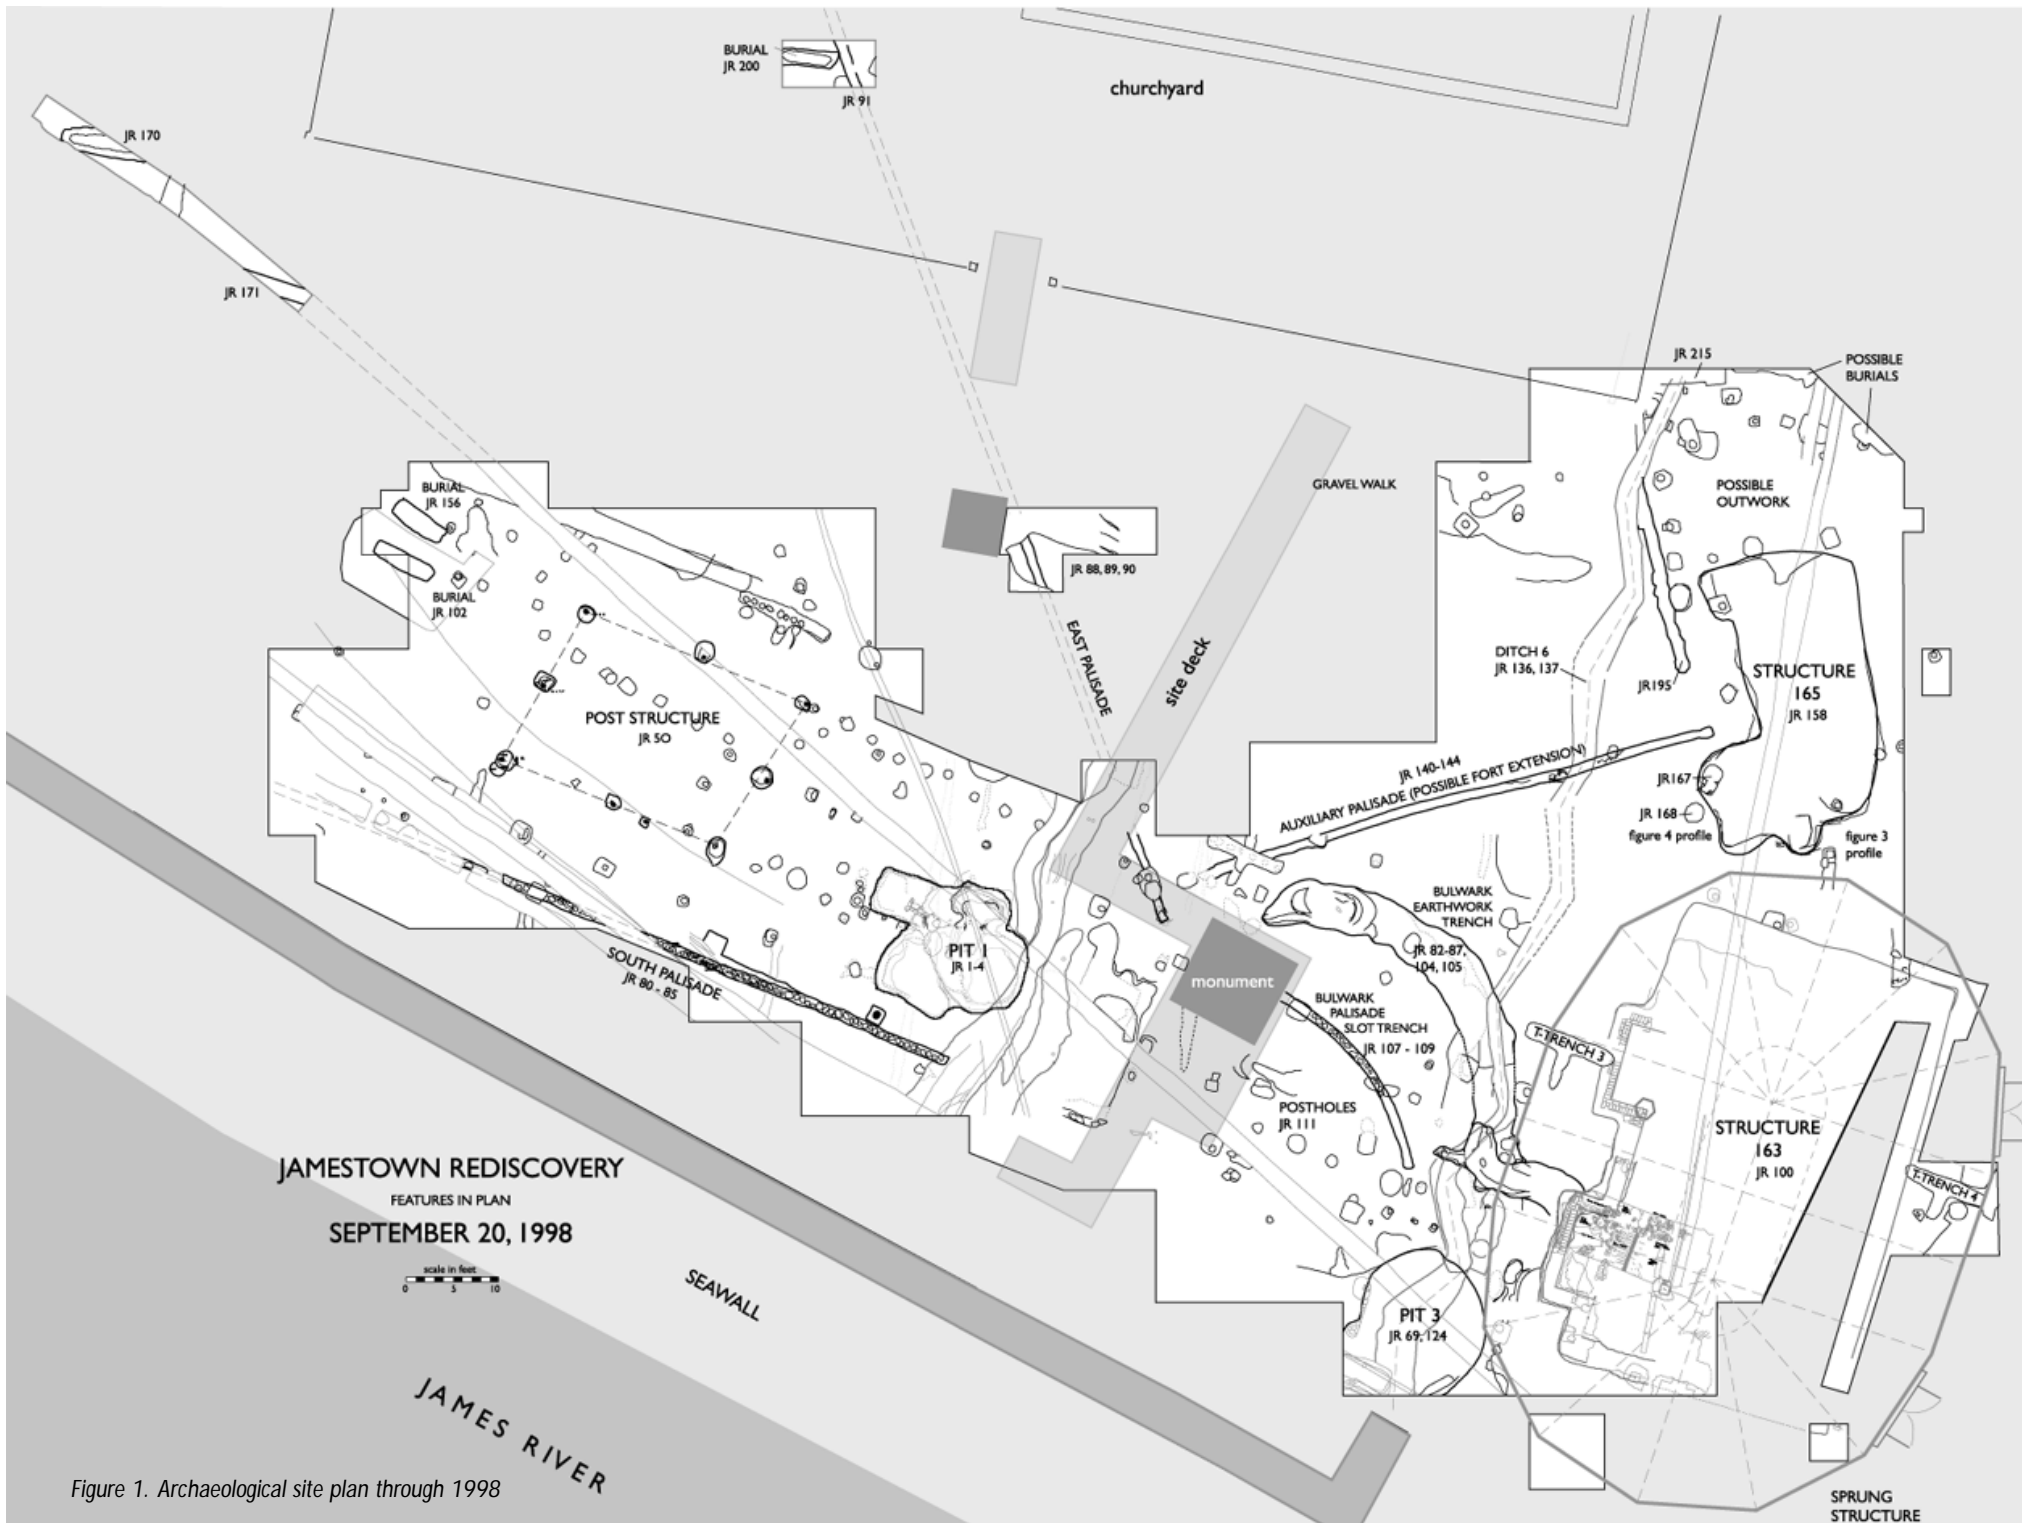 BURIAL
JR 200
JR 91
churchyard
JR 170
JR 171
JR 215
POSSIBLE
BURIALS
BURIAL
JR 156
GRAVEL WALK
POSSIBLE
OUTWORK
JR 88, 89, 90
BURIAL
JR 102
EAST PALISADE
site deck
DITCH 6
JR 136, 137
JR195
STRUCTURE
165
JR 158
POST STRUCTURE
JR 50
JR 140-144
AUXILIARY PALISADE (POSSIBLE FORT EXTENSION)
JR167
JR 168
figure 4 profile
figure 3
profile
BULWARK
EARTHWORK
TRENCH
JR 82-87,
104, 105
PIT 1
JR 1-4
SOUTH PALISADE
JR 80 - 85
monument
BULWARK
PALISADE
SLOT TRENCH
JR 107 - 109
T-TRENCH 3
POSTHOLES
JR 111
STRUCTURE
163
JR 100
T-TRENCH 4
JAMESTOWN REDISCOVERY
FEATURES IN PLAN
SEPTEMBER 20, 1998
scale in feet
0 5 10
SEAWALL
PIT 3
JR 69, 124
JAMES RIVER
Figure 1. Archaeological site plan through 1998
SPRUNG
STRUCTURE